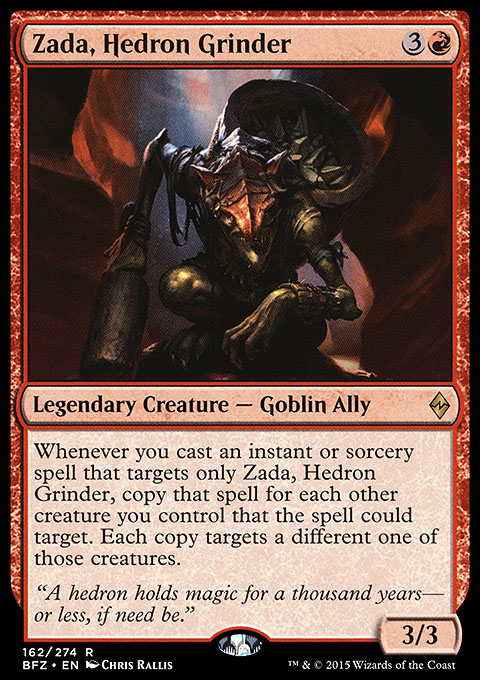 Zada, Hedron Grinder 3
Legendary Creature — Goblin Ally
Whenever you cast an instant or sorcery
spell that targets only Zada, Hedron
Grinder, copy that spell for each other
creature you control that the spell could
target. Each copy targets a different one of
those creatures.
“A hedron holds magic for a thousand years—
or less, if need be.”
3/3
162/274 R
BFZ • EN Chris Rallis ™ & © 2015 Wizards of the Coast